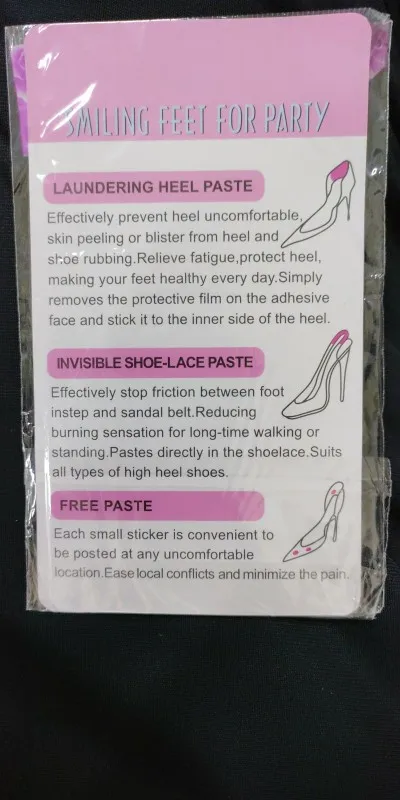 SMILING FEET FOR PARTY
LAUNDERING HEEL PASTE
Effectively prevent heel uncomfortable,
skin peeling or blister from heel and
shoe rubbing.Relieve fatigue,protect heel,
making your feet healthy every day.Simply
removes the protective film on the adhesive
face and stick it to the inner side of the heel.
INVISIBLE SHOE-LACE PASTE
Effectively stop friction between foot
instep and sandal belt.Reducing
burning sensation for long-time walking or
standing.Pastes directly in the shoelace.Suits
all types of high heel shoes.
FREE PASTE
Each small sticker is convenient to
be posted at any uncomfortable
location.Ease local conflicts and minimize the pain.